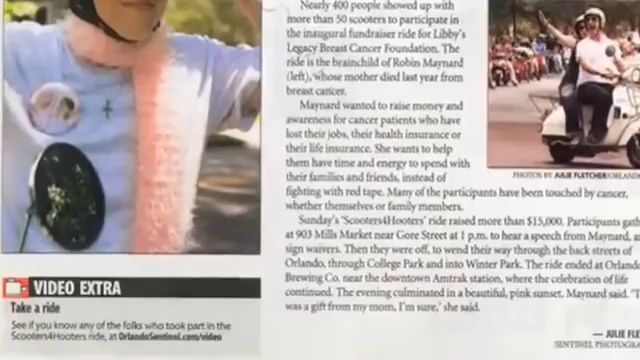 Nearly 400 people showed up with
more than 50 scooters to participate in
the inaugural fundraiser ride for Libby's
Legacy Breast Cancer Foundation. The
ride is the brainchild of Robin Maynard
(left), whose mother died last year from
breast cancer.
Maynard wanted to raise money and
awareness for cancer patients who have
lost their jobs, their health insurance or
their life insurance. She wants to help
them have time and energy to spend with
their families and friends, instead of
fighting with red tape. Many of the participants have been touched by cancer,
whether themselves or family members.
Sunday's 'Scooters4Hooters' ride raised more than $15,000. Participants gath
at 903 Mills Market near Gore Street at 1 p.m. to hear a speech from Maynard, a
sign waivers. Then they were off, to wend their way through the back streets of
Orlando, through College Park and into Winter Park. The ride ended at Orland
Brewing Co. near the downtown Amtrak station, where the celebration of life
continued. The evening culminated in a beautiful, pink sunset, Maynard said.
was a gift from my mom, I'm sure,' she said.
— JULIE FLE
SENTINEL PHOTOGRA
PHOTOS BY JULIE FLETCHER/ORLAND
VIDEO EXTRA
Take a ride
See if you know any of the folks who took part in the
Scooters4Hooters ride, at OrlandoSentinel.com/video